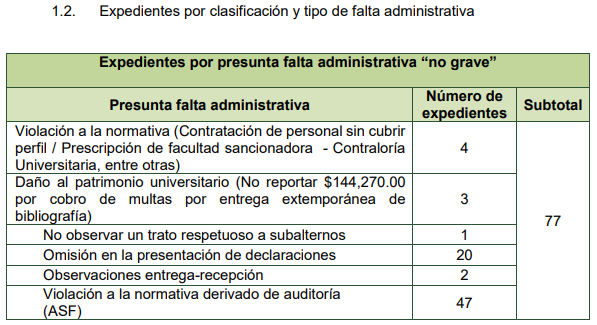 1.2. Expedientes por clasificación y tipo de falta administrativa
Expedientes por presunta falta administrativa “no grave”
Presunta falta administrativa
Número de
expedientes
Subtotal
Violación a la normativa (Contratación de personal sin cubrir
perfil / Prescripción de facultad sancionadora - Contraloría
Universitaria, entre otras)
4
Daño al patrimonio universitario (No reportar $144,270.00
por cobro de multas por entrega extemporánea de
bibliografía)
3
No observar un trato respetuoso a subalternos
1
Omisión en la presentación de declaraciones
20
Observaciones entrega-recepción
2
Violación a la normativa derivado de auditoría
(ASF)
47
77